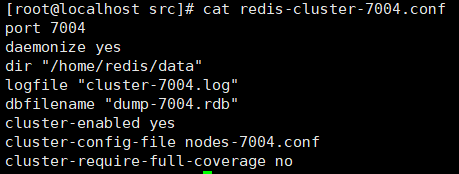 [root@localhost src]# cat redis-cluster-7004.conf
port 7004
daemonize yes
dir "/home/redis/data"
logfile "cluster-7004.log"
dbfilename "dump-7004.rdb"
cluster-enabled yes
cluster-config-file nodes-7004.conf
cluster-require-full-coverage no